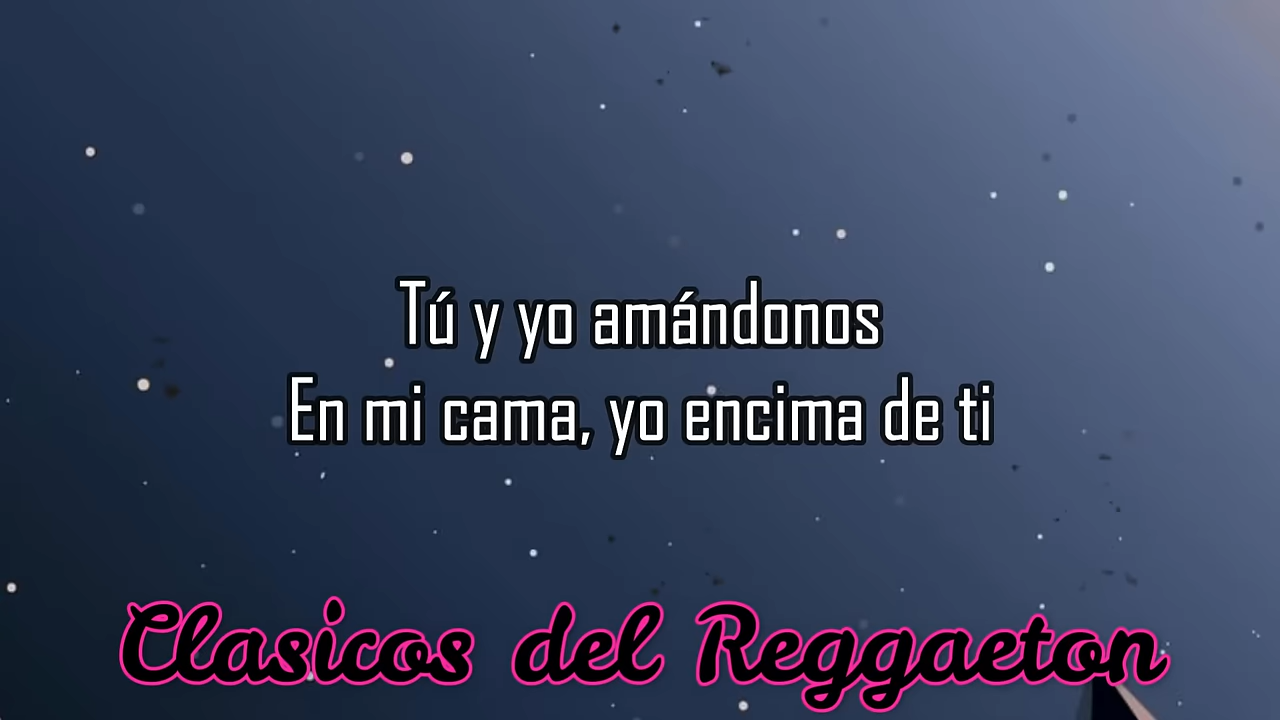 Tú y yo amándonos
En mi cama, yo encima de ti
Clasicos del Reggaeton